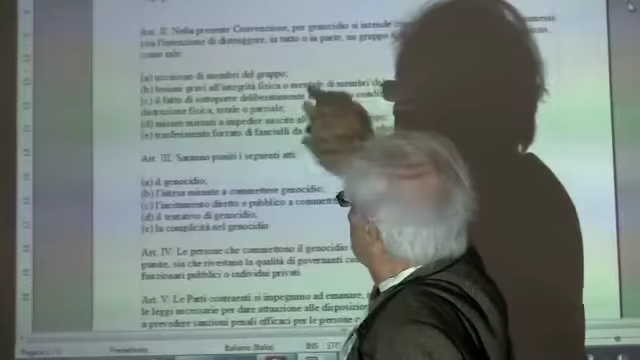 Art. II: Nella presente Convenzione, per genocidio si intende
con l'intenzione di distruggere, in tutto o in parte, un gruppo
come tale.
(a) uccisione di membri del gruppo;
(b) lesioni gravi all'integrità fisica o mentale di membri del
(c) il fatto di sottoporre deliberatamente
distruzione fisica, totale o parziale;
(d) misure miranti a impedire nascite
(e) trasferimento forzato di fanciulli da
Art. III: Saranno puniti i seguenti atti:
(a) il genocidio;
(b) l'intesa mirante a commettere genocidio;
(c) l'incitamento diretto e pubblico a
(d) il tentativo di genocidio;
(e) la complicità nel genocidio
Art. IV: Le persone che commettono il genocidio
punite, sia che rivestano la qualità di governanti
funzionari pubblici o individui privati.
Art. V: Le Parti contraenti si impegnano ad emanare,
le leggi necessarie per dare attuazione alle disposizion
a prevedere sanzioni penali efficaci per le persone
Italiano (Italia) INS